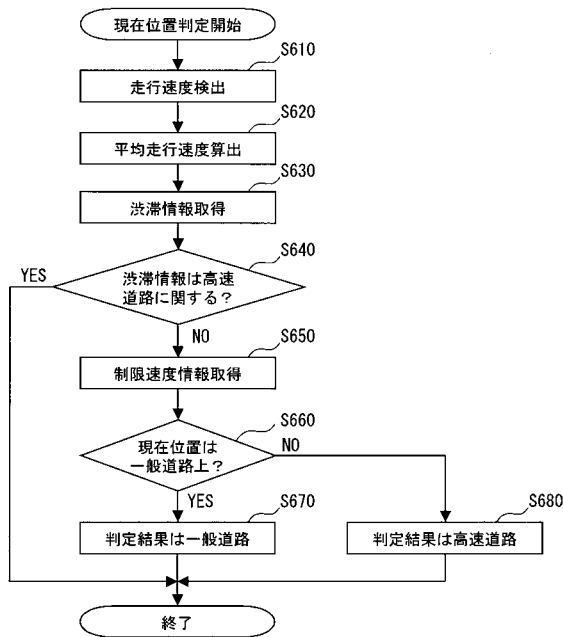 現在位置判定開始
S610
走行速度検出
S620
平均走行速度算出
S630
渋滞情報取得
S640
YES
渋滞情報は高速
道路に関する？
NO
S650
制限速度情報取得
S660
現在位置は
一般道路上？
NO
YES
S670
S680
判定結果は一般道路
判定結果は高速道路
終了